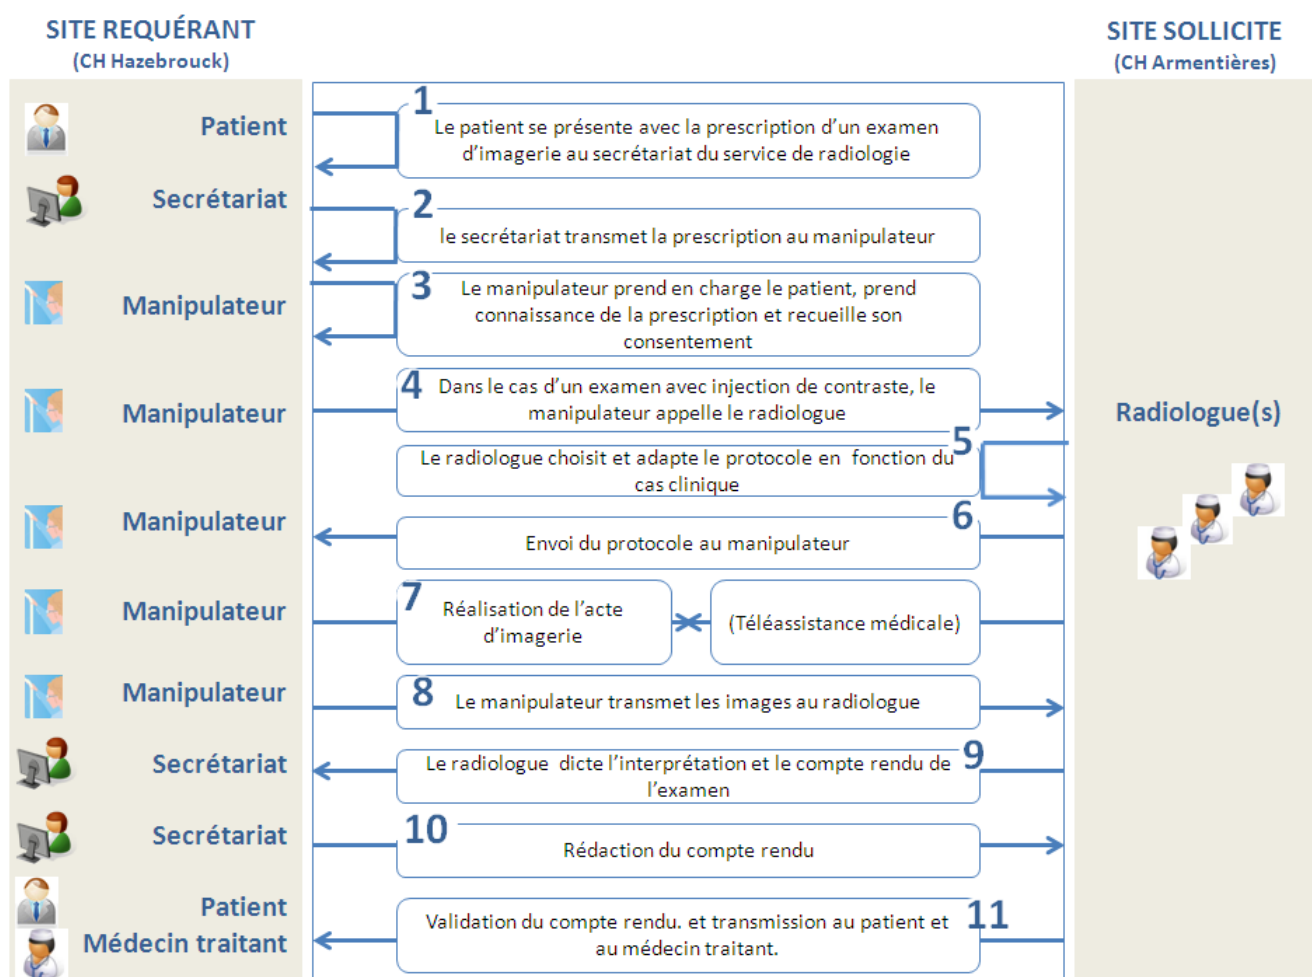 SITE REQUÉRANT
(CH Hazebrouck)
SITE SOLLICITE
(CH Armentières)
Patient
1
Le patient se présente avec la prescription d'un examen
d'imagerie au secrétariat du service de radiologie
Secrétariat
2
le secrétariat transmet la prescription au manipulateur
Manipulateur
3
Le manipulateur prend en charge le patient, prend
connaissance de la prescription et recueille son
consentement
Manipulateur
4
Dans le cas d'un examen avec injection de contraste, le
manipulateur appelle le radiologue
Radiologue(s)
5
Le radiologue choisit et adapte le protocole en fonction du
cas clinique
Manipulateur
6
Envoi du protocole au manipulateur
Manipulateur
7
Réalisation de l'acte
d'imagerie
(Téléassistance médicale)
Manipulateur
8
Le manipulateur transmet les images au radiologue
Secrétariat
9
Le radiologue dicte l'interprétation et le compte rendu de
l'examen
Secrétariat
10
Rédaction du compte rendu
Patient
Médecin traitant
11
Validation du compte rendu. et transmission au patient et
au médecin traitant.